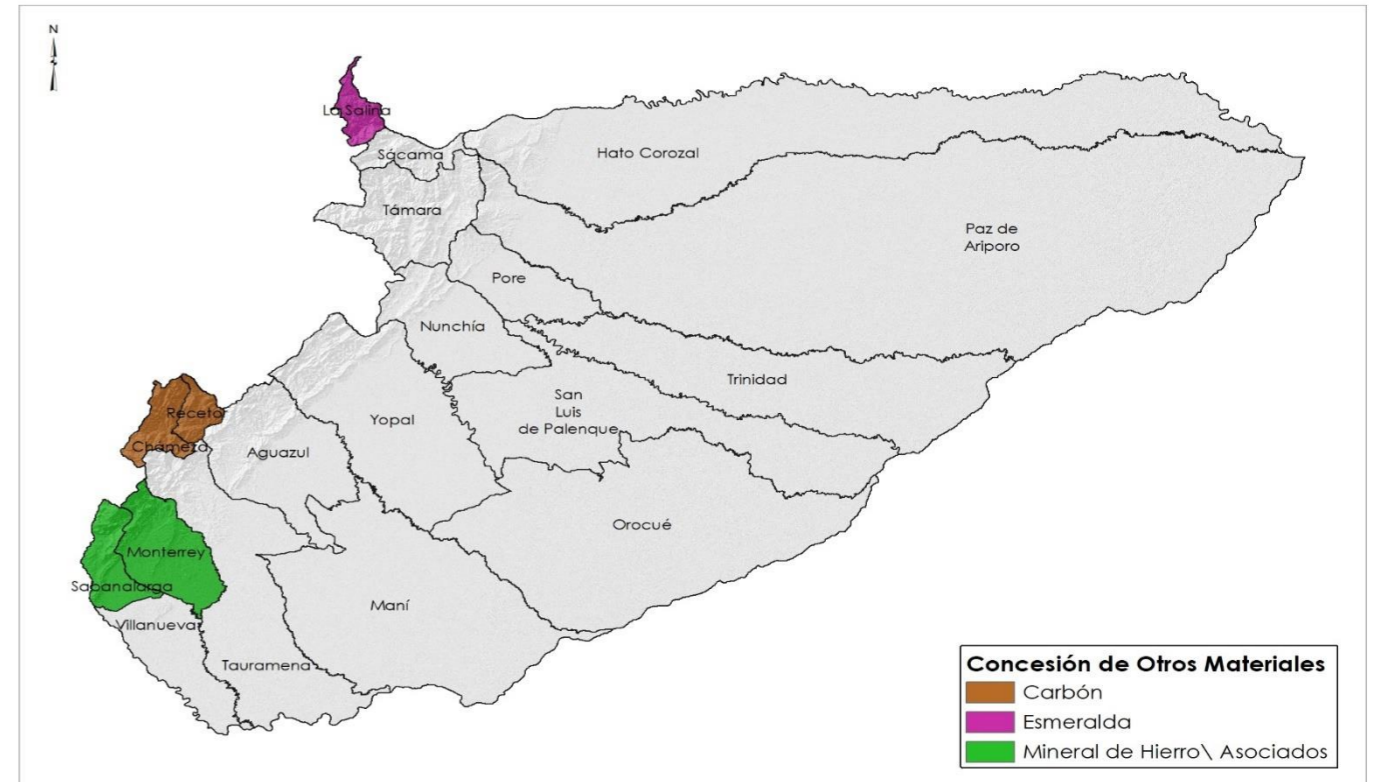 N
La Salina
Sácama
Hato Corozal
Támara
Paz de
Ariporo
Pore
Nunchía
Trinidad
San
Luis
de Palenque
Yopal
Recetor
Chameza
Aguazul
Orocué
Monterrey
Sabanalarga
Maní
Villanueva
Tauramena
Concesión de Otros Materiales
Carbón
Esmeralda
Mineral de Hierro\ Asociados